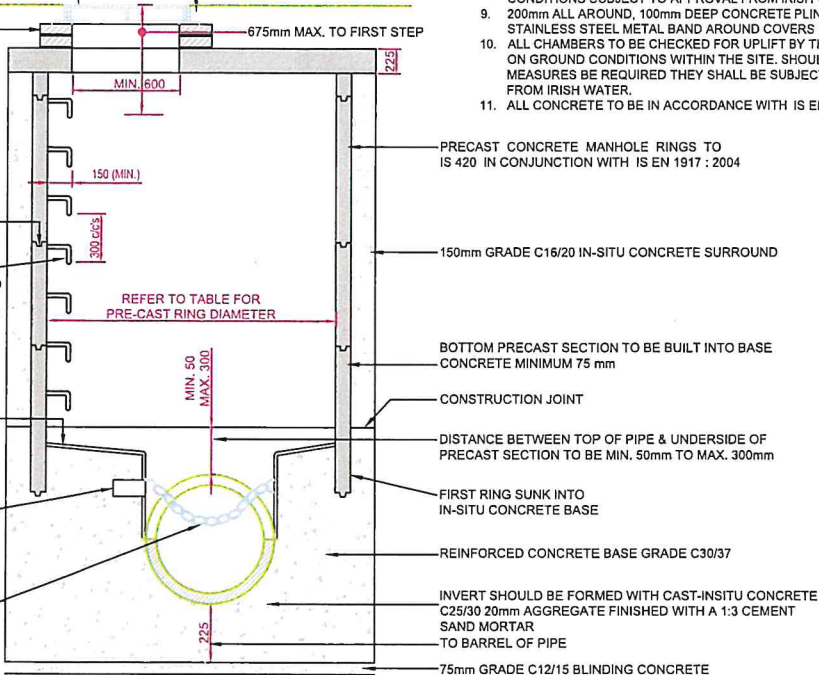 CONDITIONS SUBJECT TO APPROVAL FROM IRISH
9. 200mm ALL AROUND, 100mm DEEP CONCRETE PLIN
STAINLESS STEEL METAL BAND AROUND COVERS
10. ALL CHAMBERS TO BE CHECKED FOR UPLIFT BY TH
ON GROUND CONDITIONS WITHIN THE SITE. SHOUL
MEASURES BE REQUIRED THEY SHALL BE SUBJECT
FROM IRISH WATER.
11. ALL CONCRETE TO BE IN ACCORDANCE WITH IS EN
675mm MAX. TO FIRST STEP
225
MIN. 600
PRECAST CONCRETE MANHOLE RINGS TO
IS 420 IN CONJUNCTION WITH IS EN 1917 : 2004
150 (MIN.)
300 c/c's
150mm GRADE C16/20 IN-SITU CONCRETE SURROUND
REFER TO TABLE FOR
PRE-CAST RING DIAMETER
MIN. 50
MAX. 300
BOTTOM PRECAST SECTION TO BE BUILT INTO BASE
CONCRETE MINIMUM 75 mm
CONSTRUCTION JOINT
DISTANCE BETWEEN TOP OF PIPE & UNDERSIDE OF
PRECAST SECTION TO BE MIN. 50mm TO MAX. 300mm
FIRST RING SUNK INTO
IN-SITU CONCRETE BASE
REINFORCED CONCRETE BASE GRADE C30/37
INVERT SHOULD BE FORMED WITH CAST-INSITU CONCRETE
C25/30 20mm AGGREGATE FINISHED WITH A 1:3 CEMENT
SAND MORTAR
225
TO BARREL OF PIPE
75mm GRADE C12/15 BLINDING CONCRETE